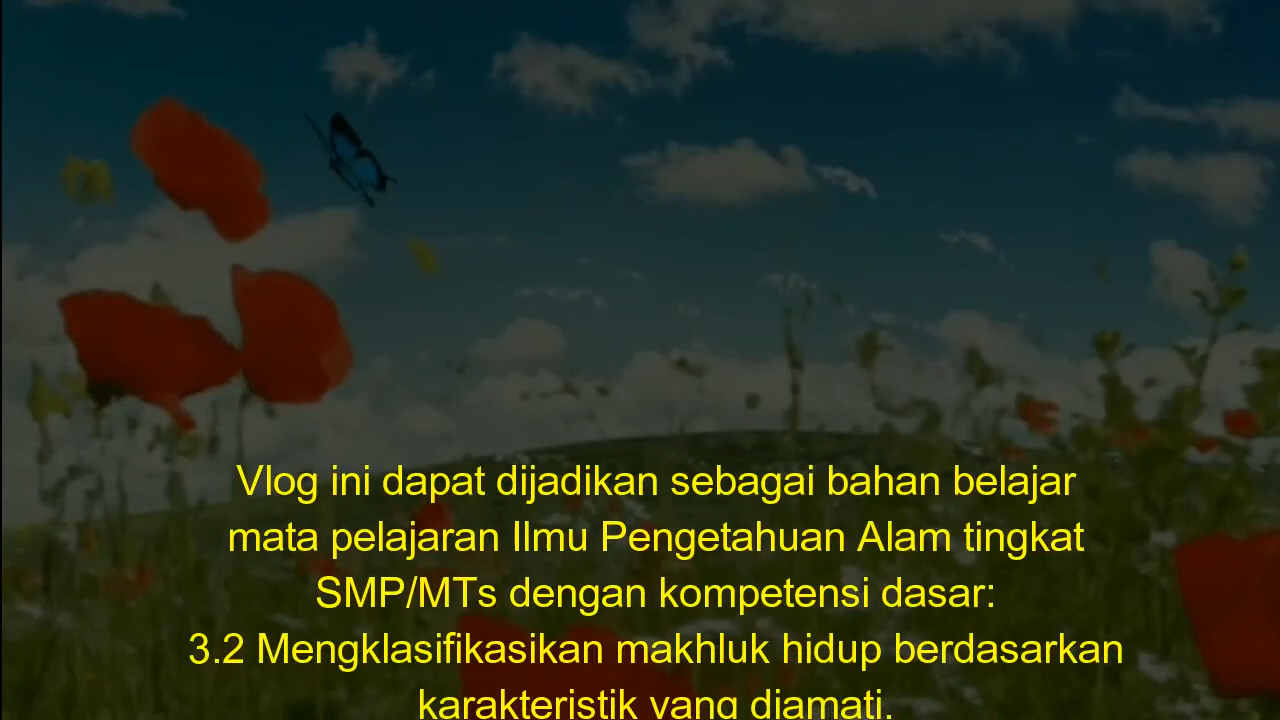 Vlog ini dapat dijadikan sebagai bahan belajar
mata pelajaran Ilmu Pengetahuan Alam tingkat
SMP/MTs dengan kompetensi dasar:
3.2 Mengklasifikasikan makhluk hidup berdasarkan
karakteristik yang diamati.